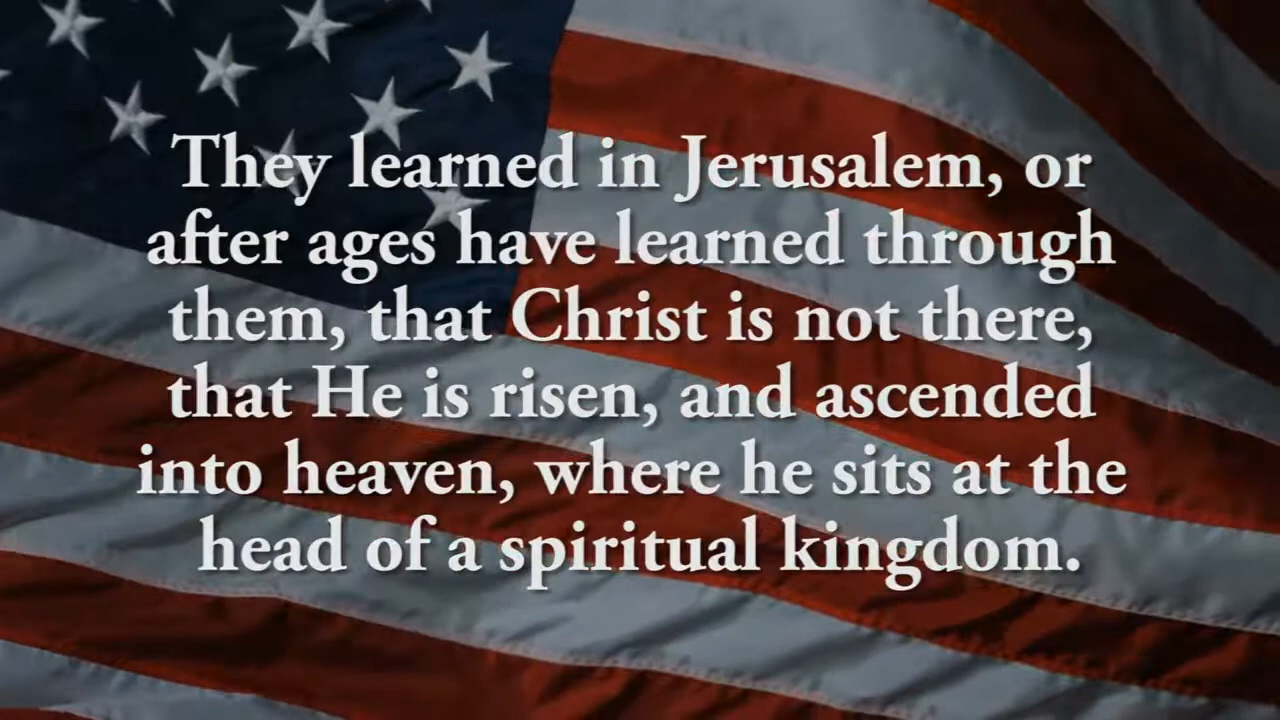 They learned in Jerusalem, or
after ages have learned through
them, that Christ is not there,
that He is risen, and ascended
into heaven, where he sits at the
head of a spiritual kingdom.